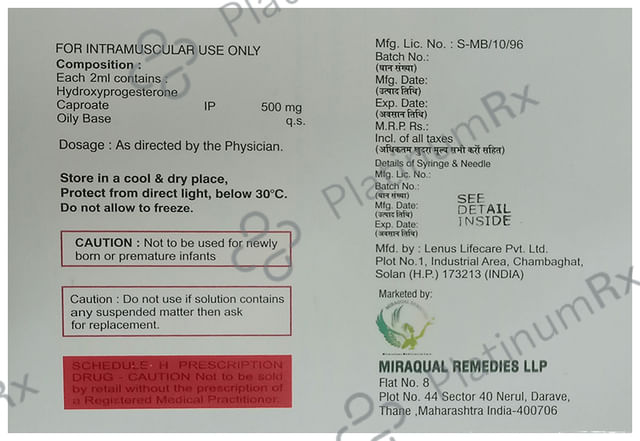 FOR INTRAMUSCULAR USE ONLY
Composition :
Each 2ml contains :
Hydroxyprogesterone
Caproate IP 500 mg
Oily Base q.s.
Dosage : As directed by the Physician.
Store in a cool & dry place,
Protect from direct light, below 30°C.
Do not allow to freeze.
CAUTION : Not to be used for newly
born or premature infants
Caution : Do not use if solution contains
any suspended matter then ask
for replacement.
SCHEDULE H PRESCRIPTION
DRUG - CAUTION Not to be sold
by retail without the prescription of
a Registered Medical Practitioner.
Mfg. Lic. No. : S-MB/10/96
Batch No.:
(घान संख्या)
Mfg. Date:
(उत्पाद तिथि)
Exp. Date:
(अवसान तिथि)
M.R.P. Rs.:
Incl. of all taxes
(अधिकतम खुदरा मूल्य सभी करों सहित)
Details of Syringe & Needle
Mfg. Lic. No.:
Batch No.:
(घान संख्या)
Mfg. Date:
(उत्पाद तिथि)
Exp. Date:
(अवसान तिथि)
SEE
DETAIL
INSIDE
Mfd. by : Lenus Lifecare Pvt. Ltd.
Plot No.1, Industrial Area, Chambaghat,
Solan (H.P.) 173213 (INDIA)
Marketed by:
MIRAQUAL REMEDIES LLP
Flat No. 8
Plot No. 44 Sector 40 Nerul, Darave,
Thane ,Maharashtra India-400706
PlatinumRx
PlatinumRx
PlatinumRx